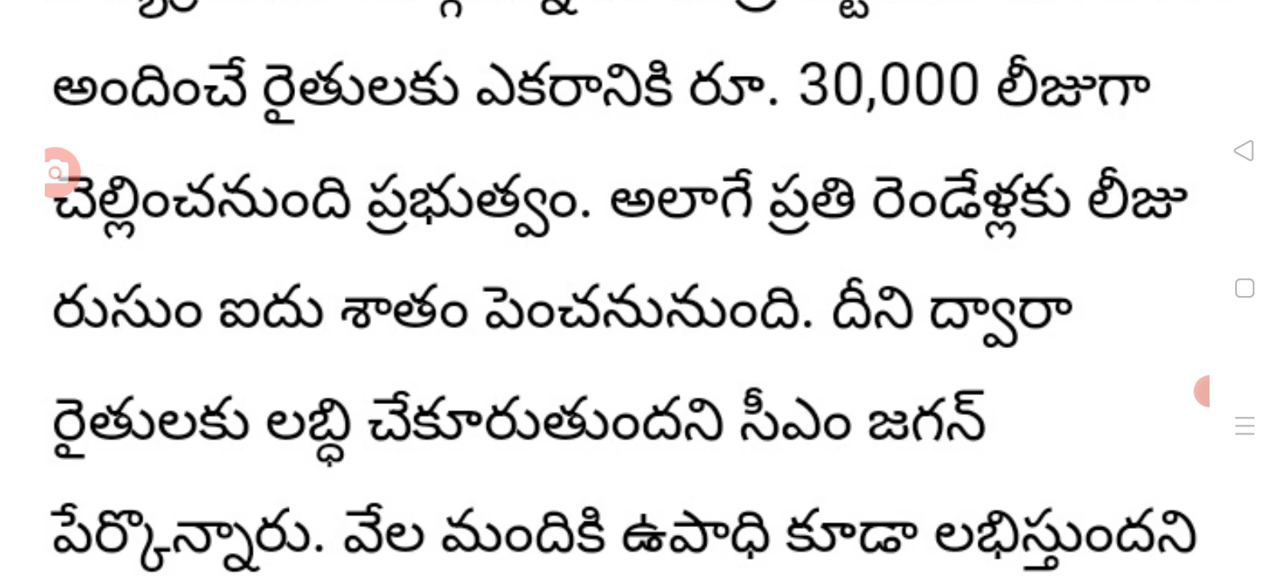 అందించే రైతులకు ఎకరానికి రూ. 30,000 లీజుగా
చెల్లించనుంది ప్రభుత్వం. అలాగే ప్రతి రెండేళ్లకు లీజు
రుసుం ఐదు శాతం పెంచనునుంది. దీని ద్వారా
రైతులకు లబ్ధి చేకూరుతుందని సీఎం జగన్
పేర్కొన్నారు. వేల మందికి ఉపాధి కూడా లభిస్తుందని